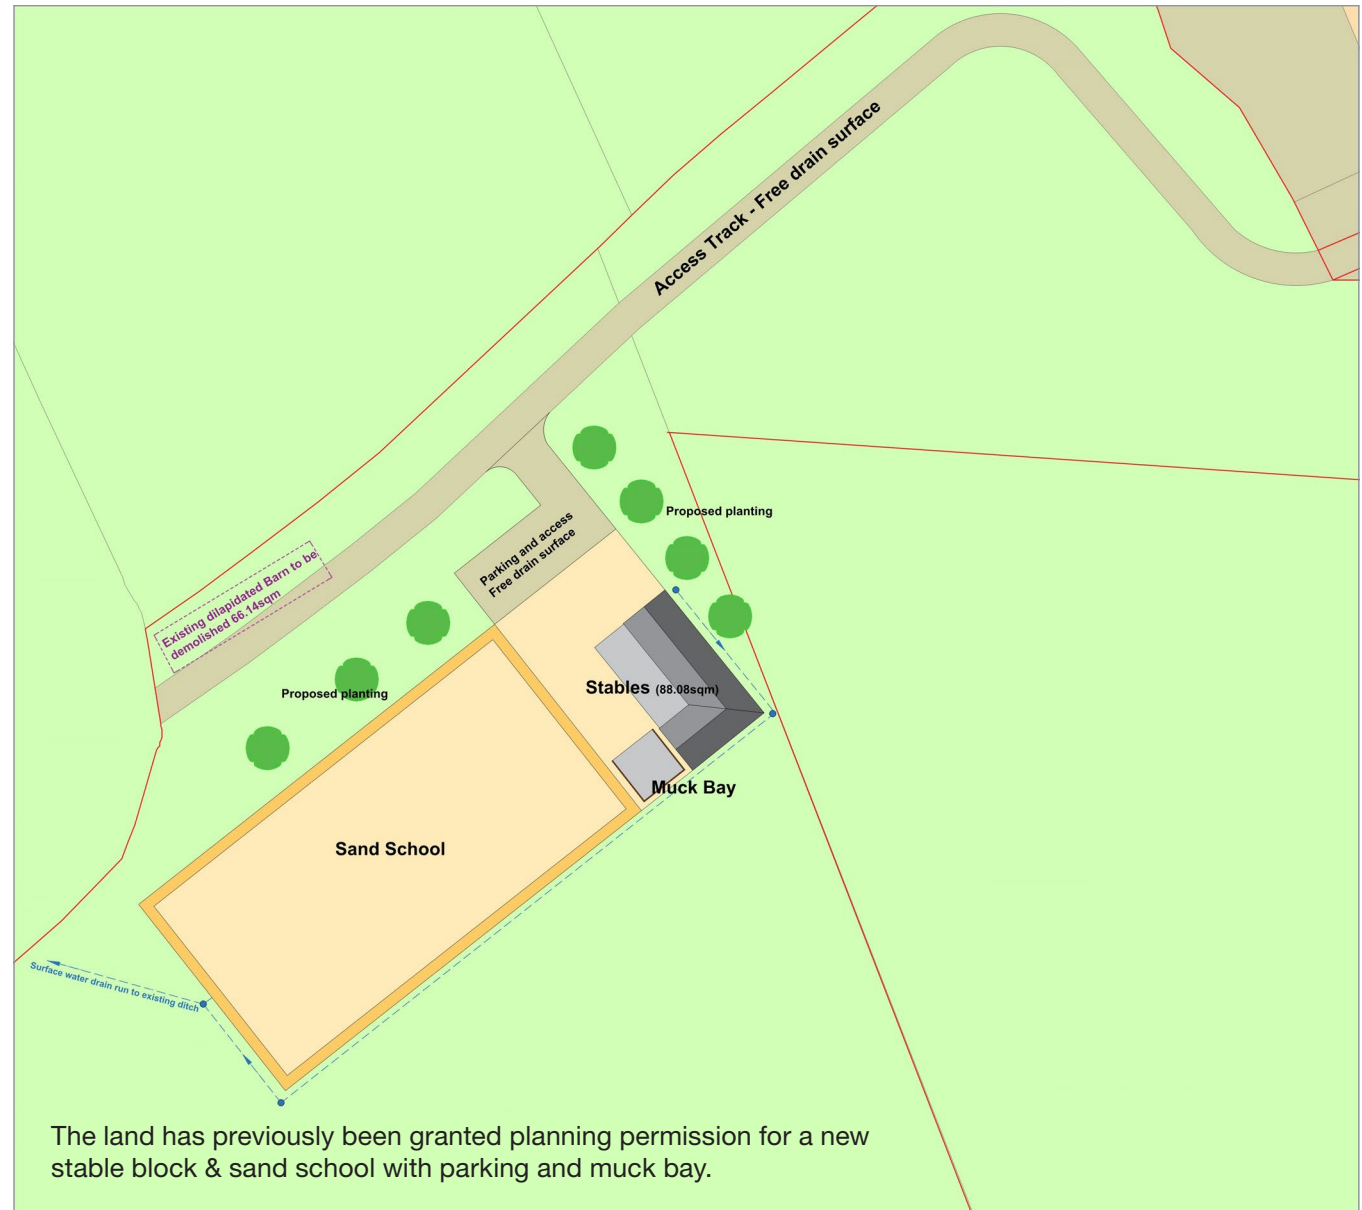 Access Track - Free drain surface
Proposed planting
Parking and access
Free drain surface
Existing dilapidated Barn to be
demolished 66.14sqm
Stables (88.08sqm)
Proposed planting
Muck Bay
Sand School
Surface water drain run to existing ditch
The land has previously been granted planning permission for a new
stable block & sand school with parking and muck bay.